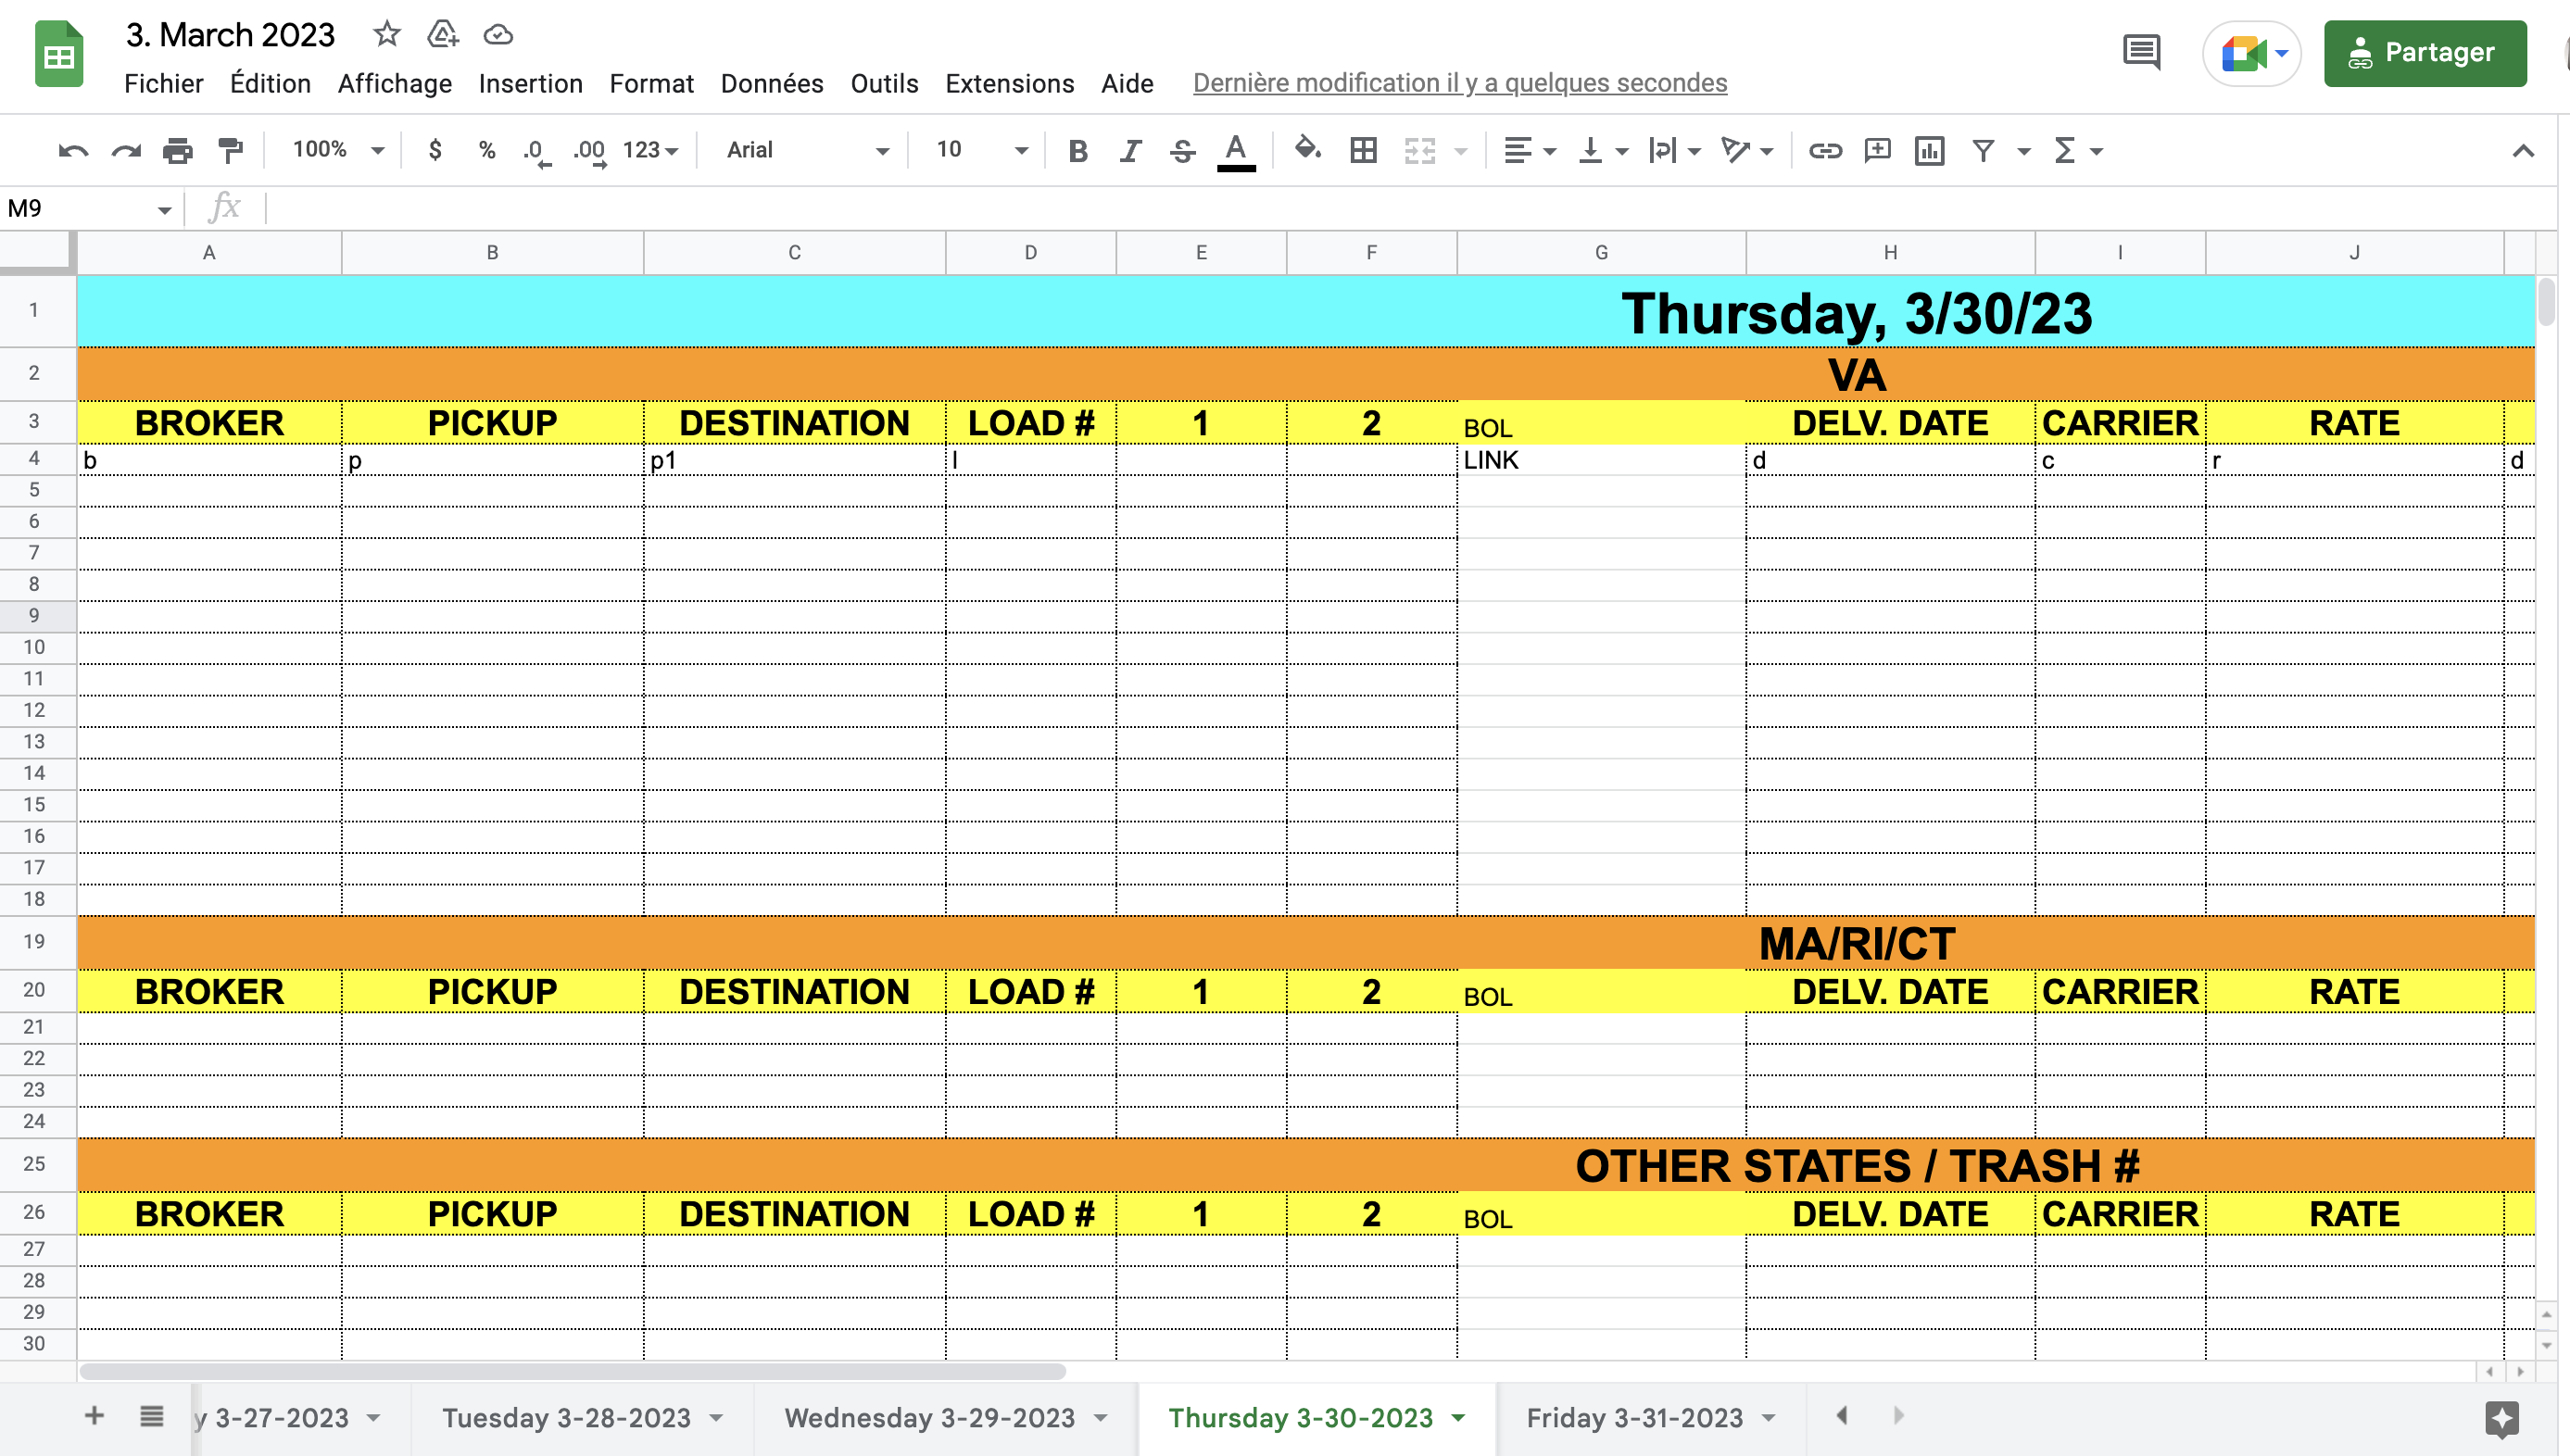 3. March 2023
Fichier Édition Affichage Insertion Format Données Outils Extensions Aide Dernière modification il y a quelques secondes
Partager
100% $ % .0 .00 123 Arial 10 B I S A
M9 fx
A B C D E F G H I J
1 Thursday, 3/30/23
2 VA
3 BROKER PICKUP DESTINATION LOAD # 1 2 BOL DELV. DATE CARRIER RATE
4 b p p1 l LINK d c r d
5
6
7
8
9
10
11
12
13
14
15
16
17
18
19 MA/RI/CT
20 BROKER PICKUP DESTINATION LOAD # 1 2 BOL DELV. DATE CARRIER RATE
21
22
23
24
25 OTHER STATES / TRASH #
26 BROKER PICKUP DESTINATION LOAD # 1 2 BOL DELV. DATE CARRIER RATE
27
28
29
30
y 3-27-2023 Tuesday 3-28-2023 Wednesday 3-29-2023 Thursday 3-30-2023 Friday 3-31-2023